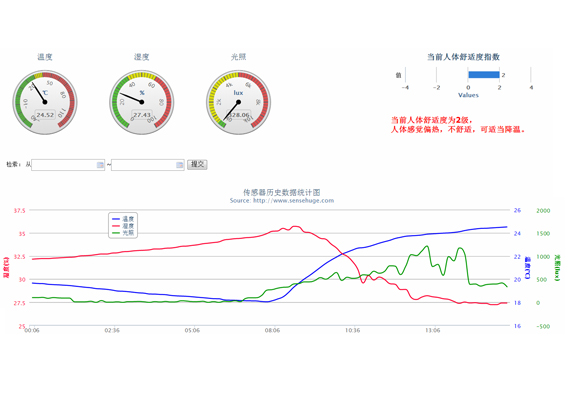 温度
湿度
光照
当前人体舒适度指数
℃
%
lux
24.52
27.43
328.06
值
2
-4
-2
0
2
4
Values
当前人体舒适度为2级,
人体感觉偏热，不舒适，可适当降温。
检索：从
~
提交
传感器历史数据统计图
Source: http://www.sensehuge.com
温度
湿度
光照
37.5
35
32.5
30
27.5
25
湿度(%)
26
24
22
20
18
16
温度(℃)
2000
1500
1000
500
0
-500
光照(lux)
00:06
02:36
05:06
08:06
10:36
13:06